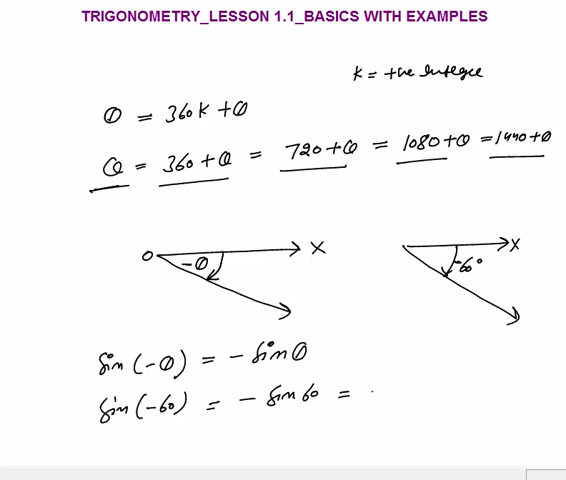 TRIGONOMETRY_LESSON 1.1_BASICS WITH EXAMPLES
k = +ve Integer
θ = 360K + θ
θ = 360 + θ = 720 + θ = 1080 + θ = 1440 + θ
O -θ X
-60° X
sin (-θ) = - sin θ
sin (-60) = - sin 60 =